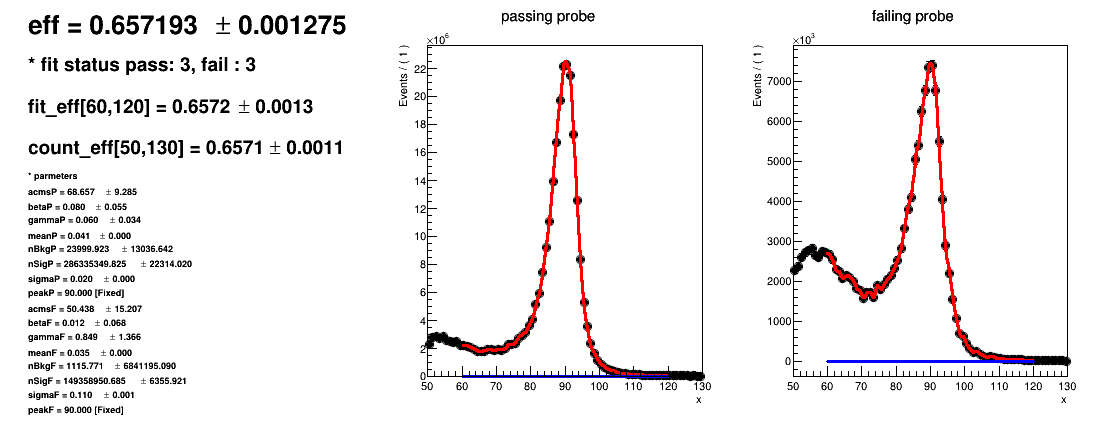 eff = 0.657193 ± 0.001275
* fit status pass: 3, fail : 3
fit_eff[60,120] = 0.6572 ± 0.0013
count_eff[50,130] = 0.6571 ± 0.0011
* parmeters
acmsP = 68.657 ± 9.285
betaP = 0.080 ± 0.055
gammaP = 0.060 ± 0.034
meanP = 0.041 ± 0.000
nBkgP = 23999.923 ± 13036.642
nSigP = 286335349.825 ± 22314.020
sigmaP = 0.020 ± 0.000
peakP = 90.000 [Fixed]
acmsF = 50.438 ± 15.207
betaF = 0.012 ± 0.068
gammaF = 0.849 ± 1.366
meanF = 0.035 ± 0.000
nBkgF = 1115.771 ± 6841195.090
nSigF = 149358950.685 ± 6355.921
sigmaF = 0.110 ± 0.001
peakF = 90.000 [Fixed]
passing probe
×10⁶
Events / ( 1 )
22
20
18
16
14
12
10
8
6
4
2
0
50 60 70 80 90 100 110 120 130
x
failing probe
×10³
Events / ( 1 )
7000
6000
5000
4000
3000
2000
1000
0
50 60 70 80 90 100 110 120 130
x